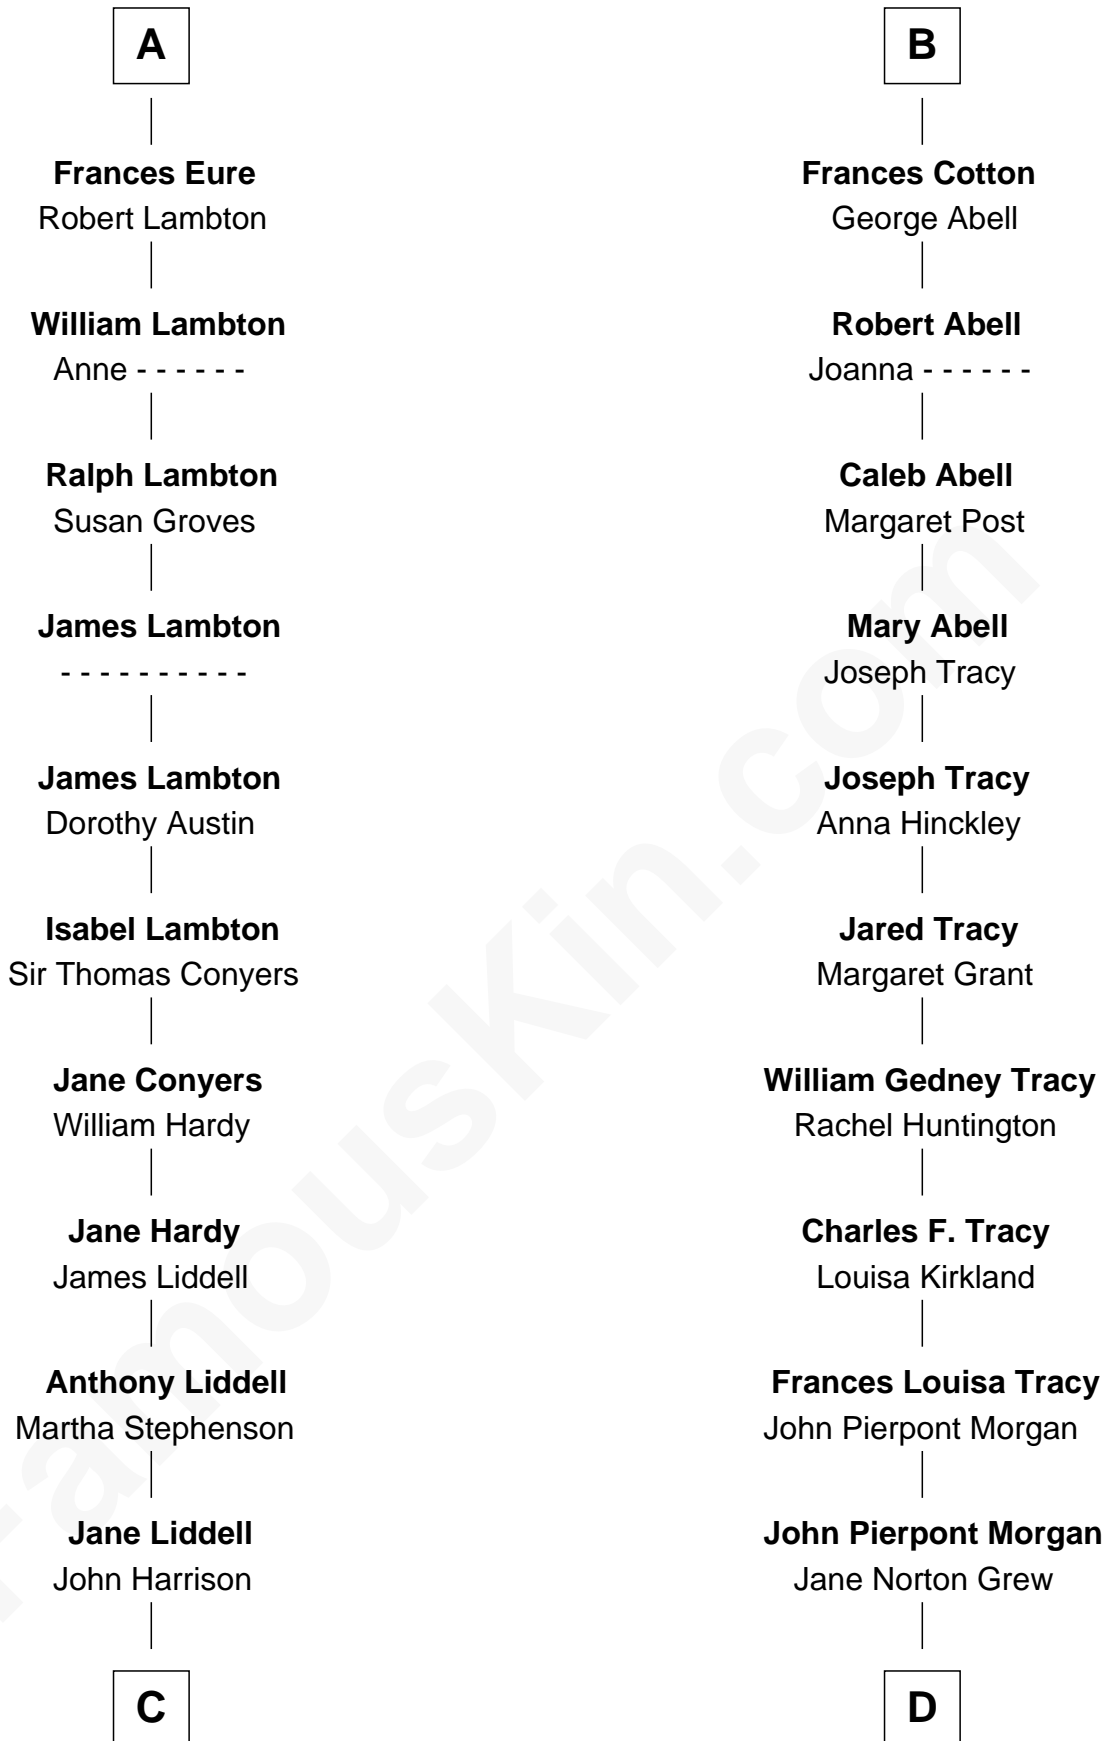 A
Frances Eure
Robert Lambton
William Lambton
Anne - - - - - -
Ralph Lambton
Susan Groves
James Lambton
- - - - - - - - - -
James Lambton
Dorothy Austin
Isabel Lambton
Sir Thomas Conyers
Jane Conyers
William Hardy
Jane Hardy
James Liddell
Anthony Liddell
Martha Stephenson
Jane Liddell
John Harrison
C
B
Frances Cotton
George Abell
Robert Abell
Joanna - - - - - -
Caleb Abell
Margaret Post
Mary Abell
Joseph Tracy
Joseph Tracy
Anna Hinckley
Jared Tracy
Margaret Grant
William Gedney Tracy
Rachel Huntington
Charles F. Tracy
Louisa Kirkland
Frances Louisa Tracy
John Pierpont Morgan
John Pierpont Morgan
Jane Norton Grew
D
FamousKin.com